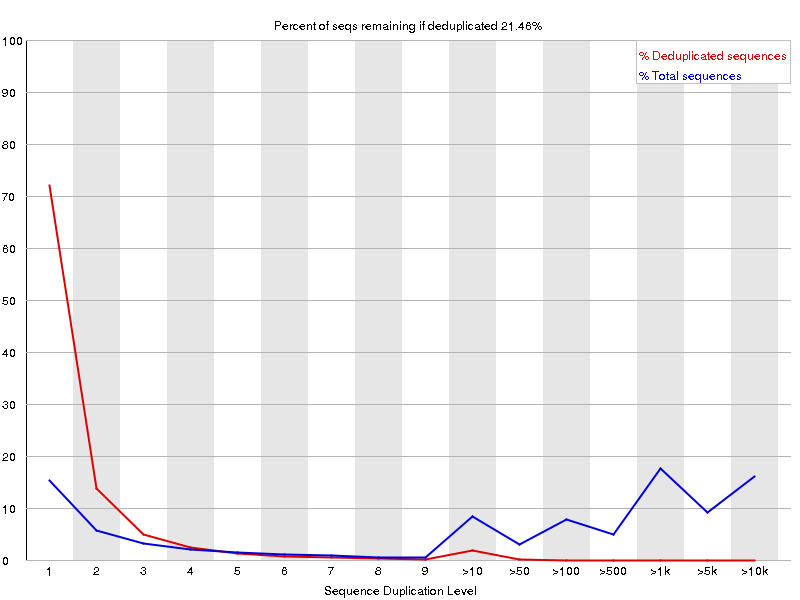 Percent of seqs remaining if deduplicated 21.46%
% Deduplicated sequences
% Total sequences
100
90
80
70
60
50
40
30
20
10
0
1 2 3 4 5 6 7 8 9 >10 >50 >100 >500 >1k >5k >10k
Sequence Duplication Level